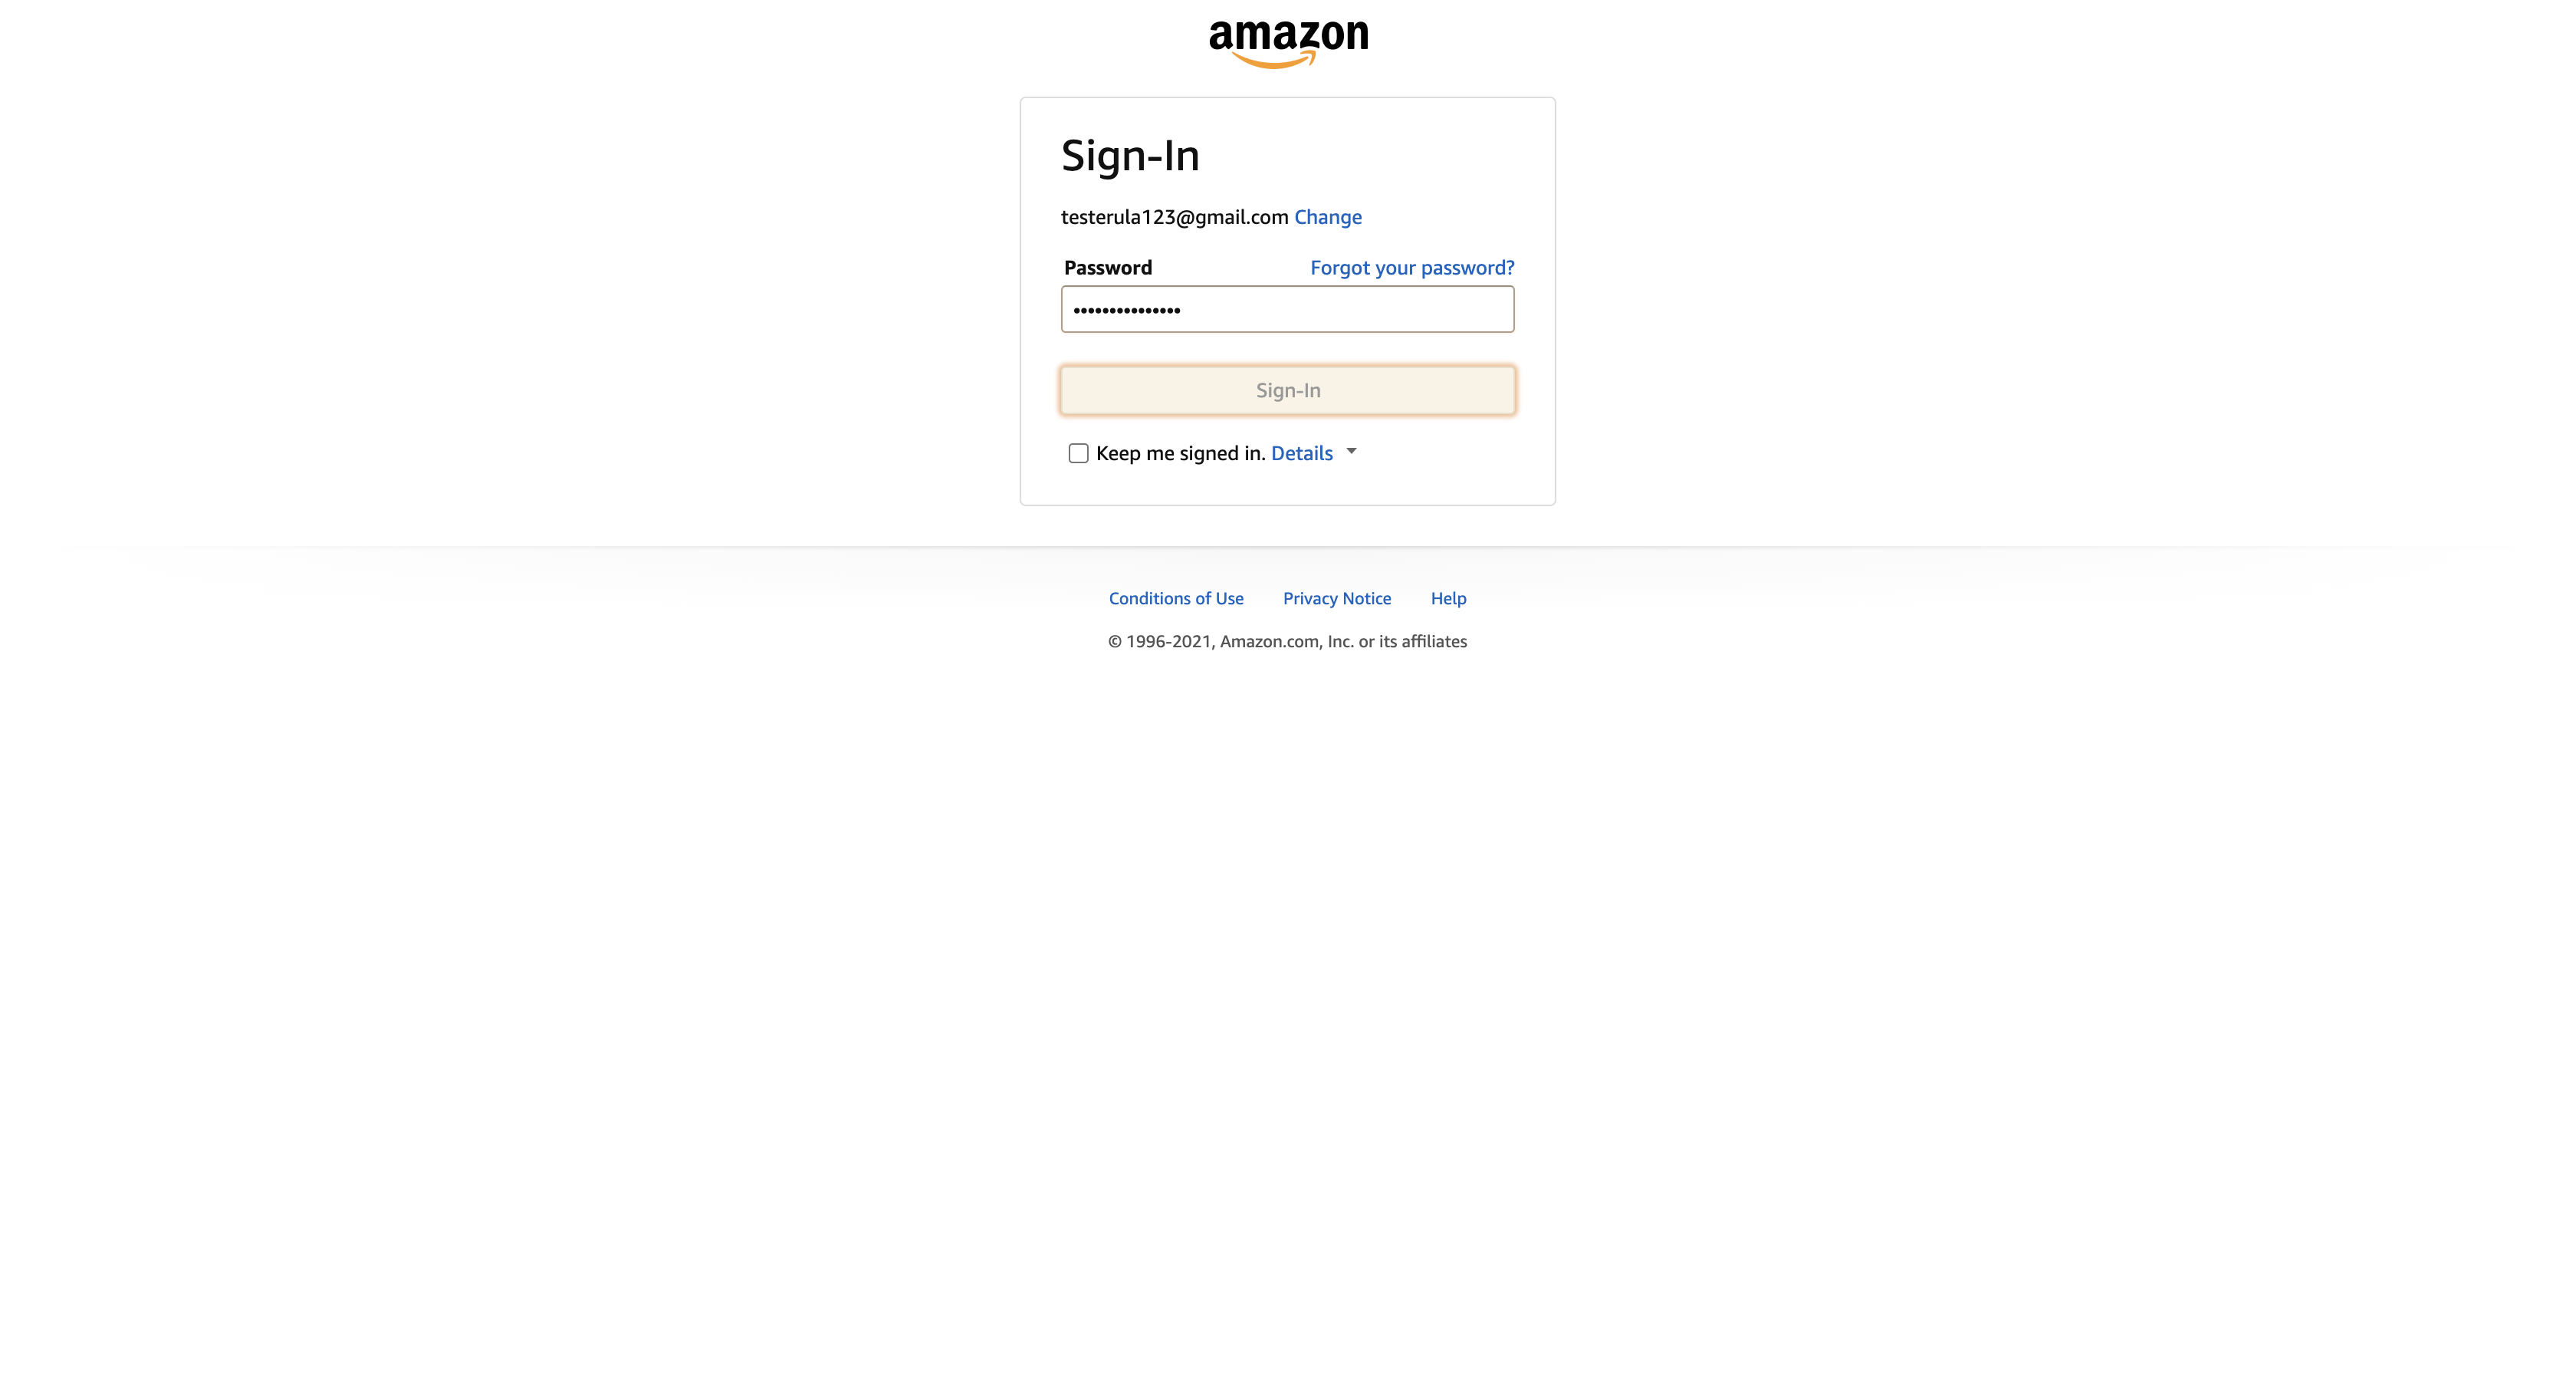 amazon
Sign-In
testerula123@gmail.com Change
Password Forgot your password?
•••••••••••••••
Sign-In
Keep me signed in. Details
Conditions of Use Privacy Notice Help
© 1996-2021, Amazon.com, Inc. or its affiliates